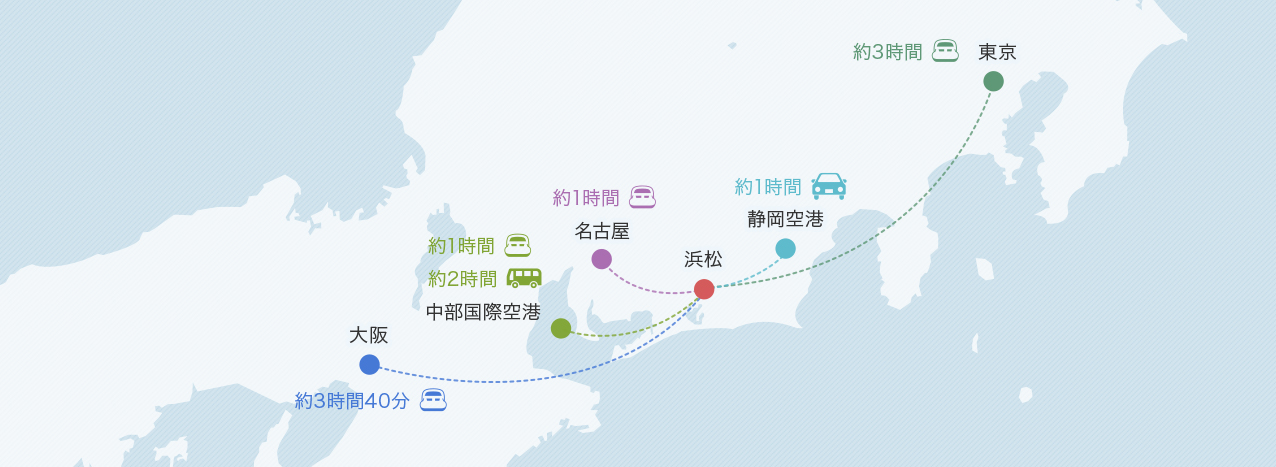 約3時間
東京
約1時間
静岡空港
約1時間
名古屋
浜松
約1時間
約2時間
中部国際空港
大阪
約3時間40分